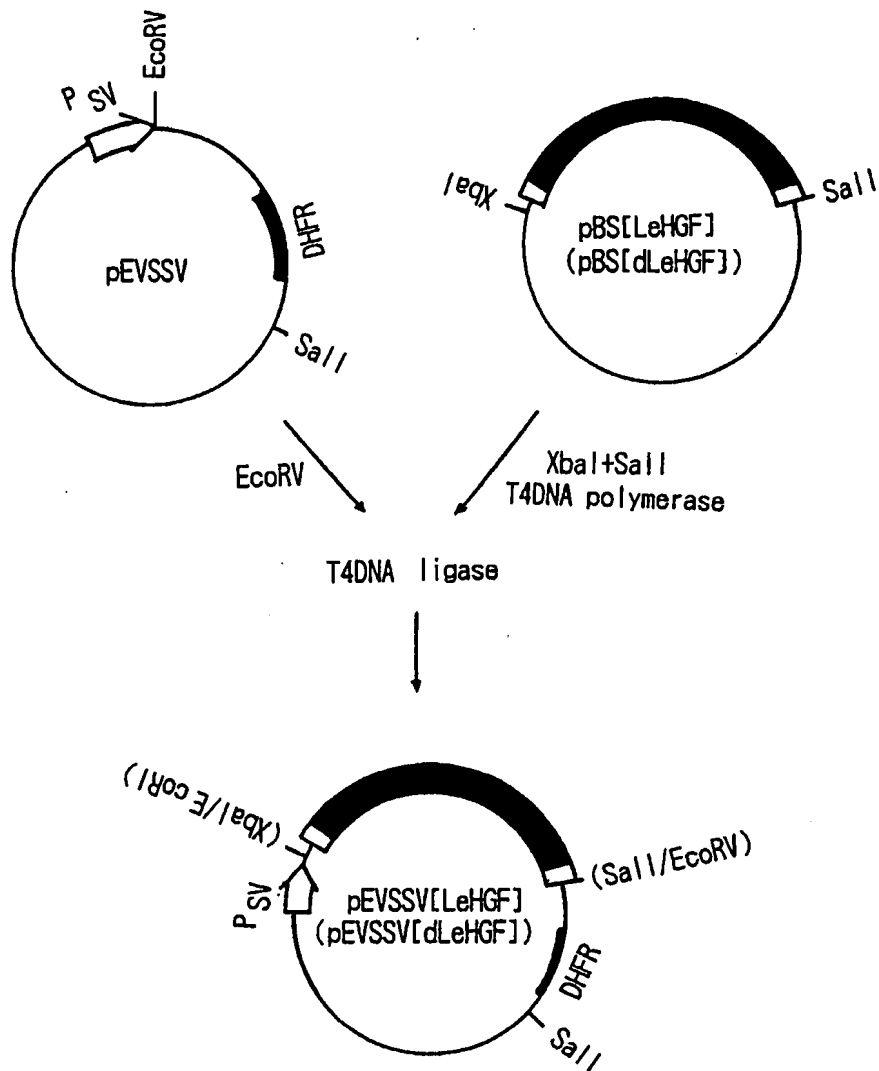 P SV
EcoRV
DHFR
SalI
pEVSSV
XbaI
SalI
pBS[LeHGF]
(pBS[dLeHGF])
EcoRV
XbaI+SalI
T4DNA polymerase
T4DNA ligase
(XbaI/EcoRI)
P SV
(SalI/EcoRV)
pEVSSV[LeHGF]
(pEVSSV[dLeHGF])
DHFR
SalI